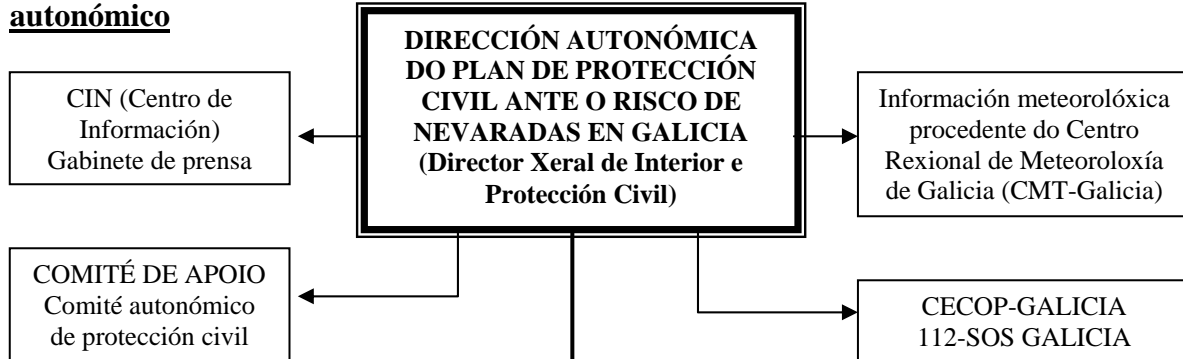 autonómico
DIRECCIÓN AUTONÓMICA
DO PLAN DE PROTECCIÓN
CIVIL ANTE O RISCO DE
NEVARADAS EN GALICIA
(Director Xeral de Interior e
Protección Civil)
CIN (Centro de
Información)
Gabinete de prensa
Información meteorolóxica
procedente do Centro
Rexional de Meteoroloxía
de Galicia (CMT-Galicia)
COMITÉ DE APOIO
Comité autonómico
de protección civil
CECOP-GALICIA
112-SOS GALICIA